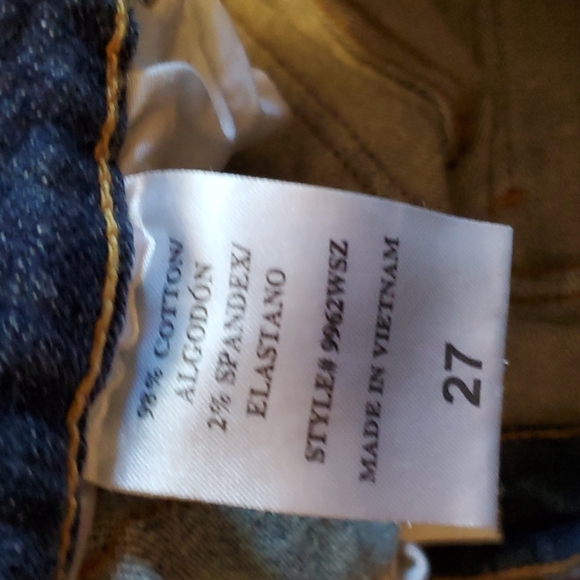 98% COTTON/
ALGODÓN
2% SPANDEX/
ELASTANO
STYLE# 9962WSZ
MADE IN VIETNAM
27